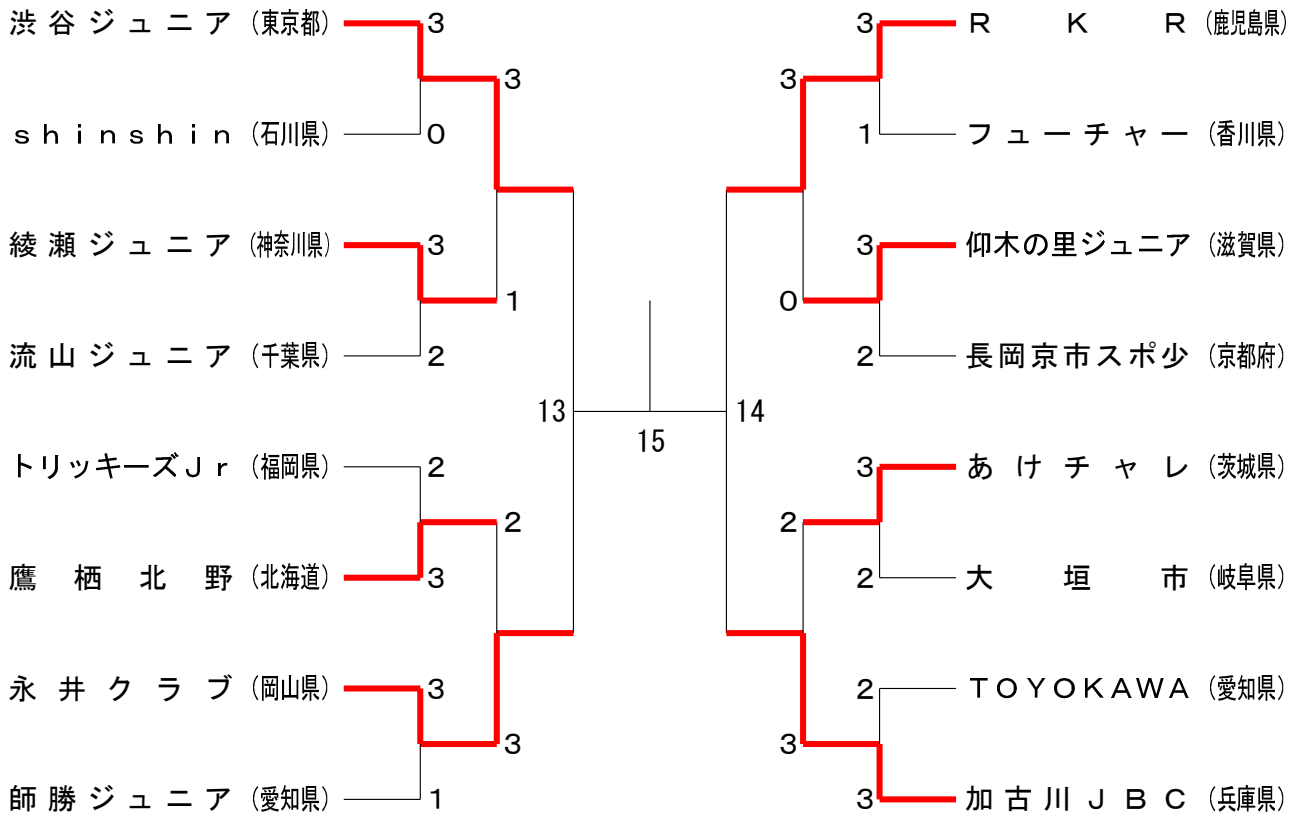 渋谷ジュニア (東京都) 3
3
shinshin (石川県) 0
綾瀬ジュニア (神奈川県) 3
1
流山ジュニア (千葉県) 2
トリッキーズJr (福岡県) 2
2
鷹栖北野 (北海道) 3
永井クラブ (岡山県) 3
3
師勝ジュニア (愛知県) 1
13
15
14
3 RKR (鹿児島県)
3
1 フューチャー (香川県)
3 仰木の里ジュニア (滋賀県)
0
2 長岡京市スポ少 (京都府)
3 あけチャレ (茨城県)
2
2 大垣市 (岐阜県)
2 TOYOKAWA (愛知県)
3
3 加古川JBC (兵庫県)